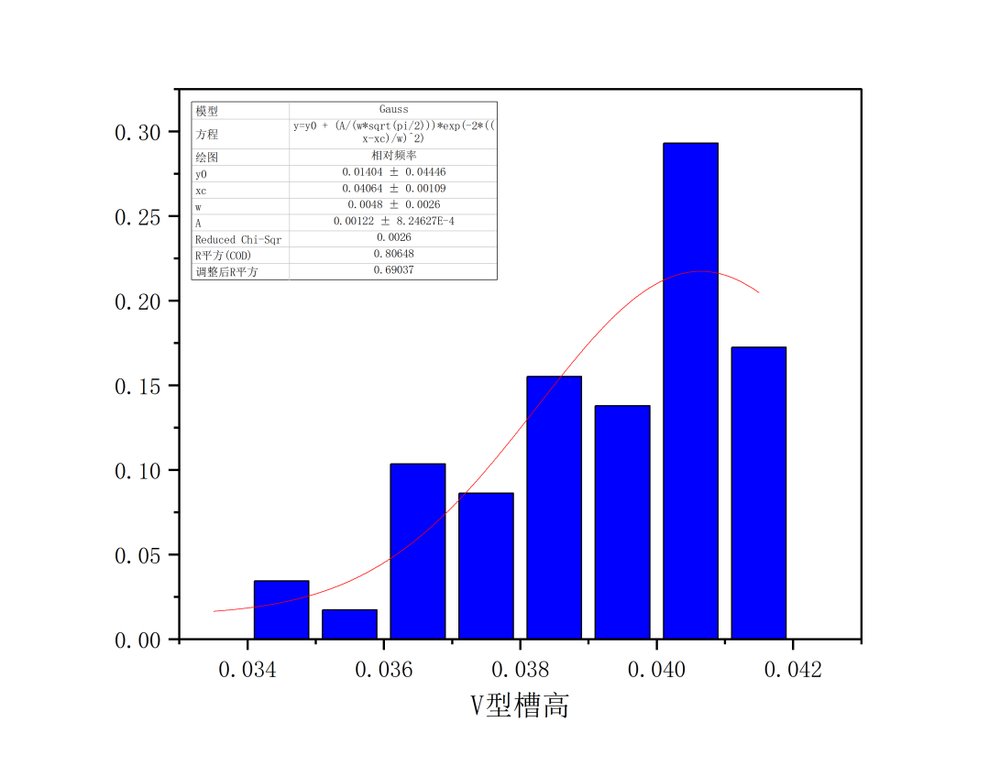 模型 Gauss
方程 y=y0 + (A/(w*sqrt(pi/2)))*exp(-2*((
x-xc)/w)^2)
绘图 相对频率
y0 0.01404 ± 0.04446
xc 0.04064 ± 0.00109
w 0.0048 ± 0.0026
A 0.00122 ± 8.24627E-4
Reduced Chi-Sqr 0.0026
R平方(COD) 0.80648
调整后R平方 0.69037
0.30
0.25
0.20
0.15
0.10
0.05
0.00
0.034 0.036 0.038 0.040 0.042
V型槽高